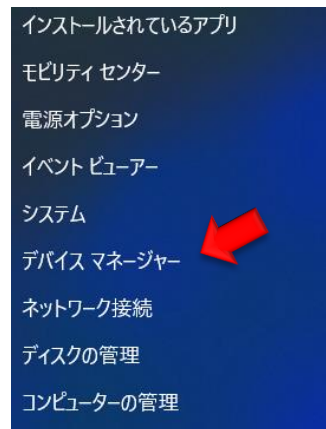 インストールされているアプリ
モビリティ センター
電源オプション
イベント ビューアー
システム
デバイス マネージャー
ネットワーク接続
ディスクの管理
コンピューターの管理